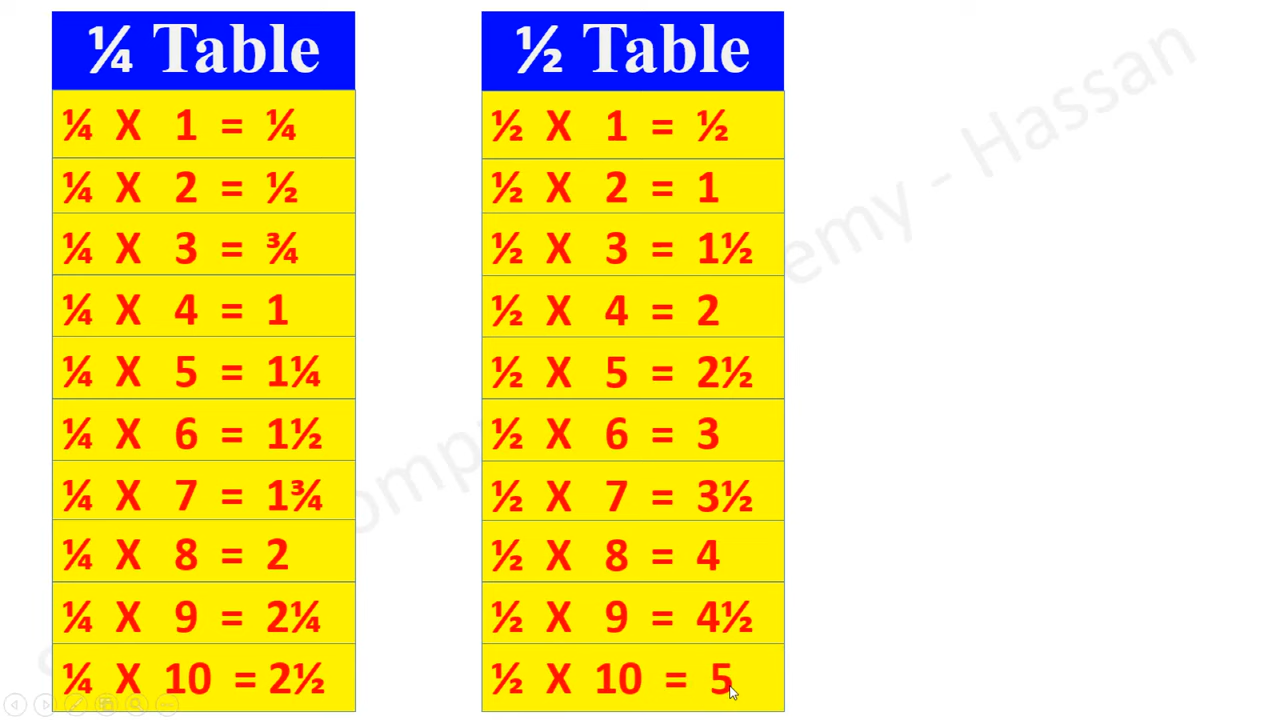 ¼ Table
¼ X 1 = ¼
¼ X 2 = ½
¼ X 3 = ¾
¼ X 4 = 1
¼ X 5 = 1¼
¼ X 6 = 1½
¼ X 7 = 1¾
¼ X 8 = 2
¼ X 9 = 2¼
¼ X 10 = 2½
½ Table
½ X 1 = ½
½ X 2 = 1
½ X 3 = 1½
½ X 4 = 2
½ X 5 = 2½
½ X 6 = 3
½ X 7 = 3½
½ X 8 = 4
½ X 9 = 4½
½ X 10 = 5
- Hassan